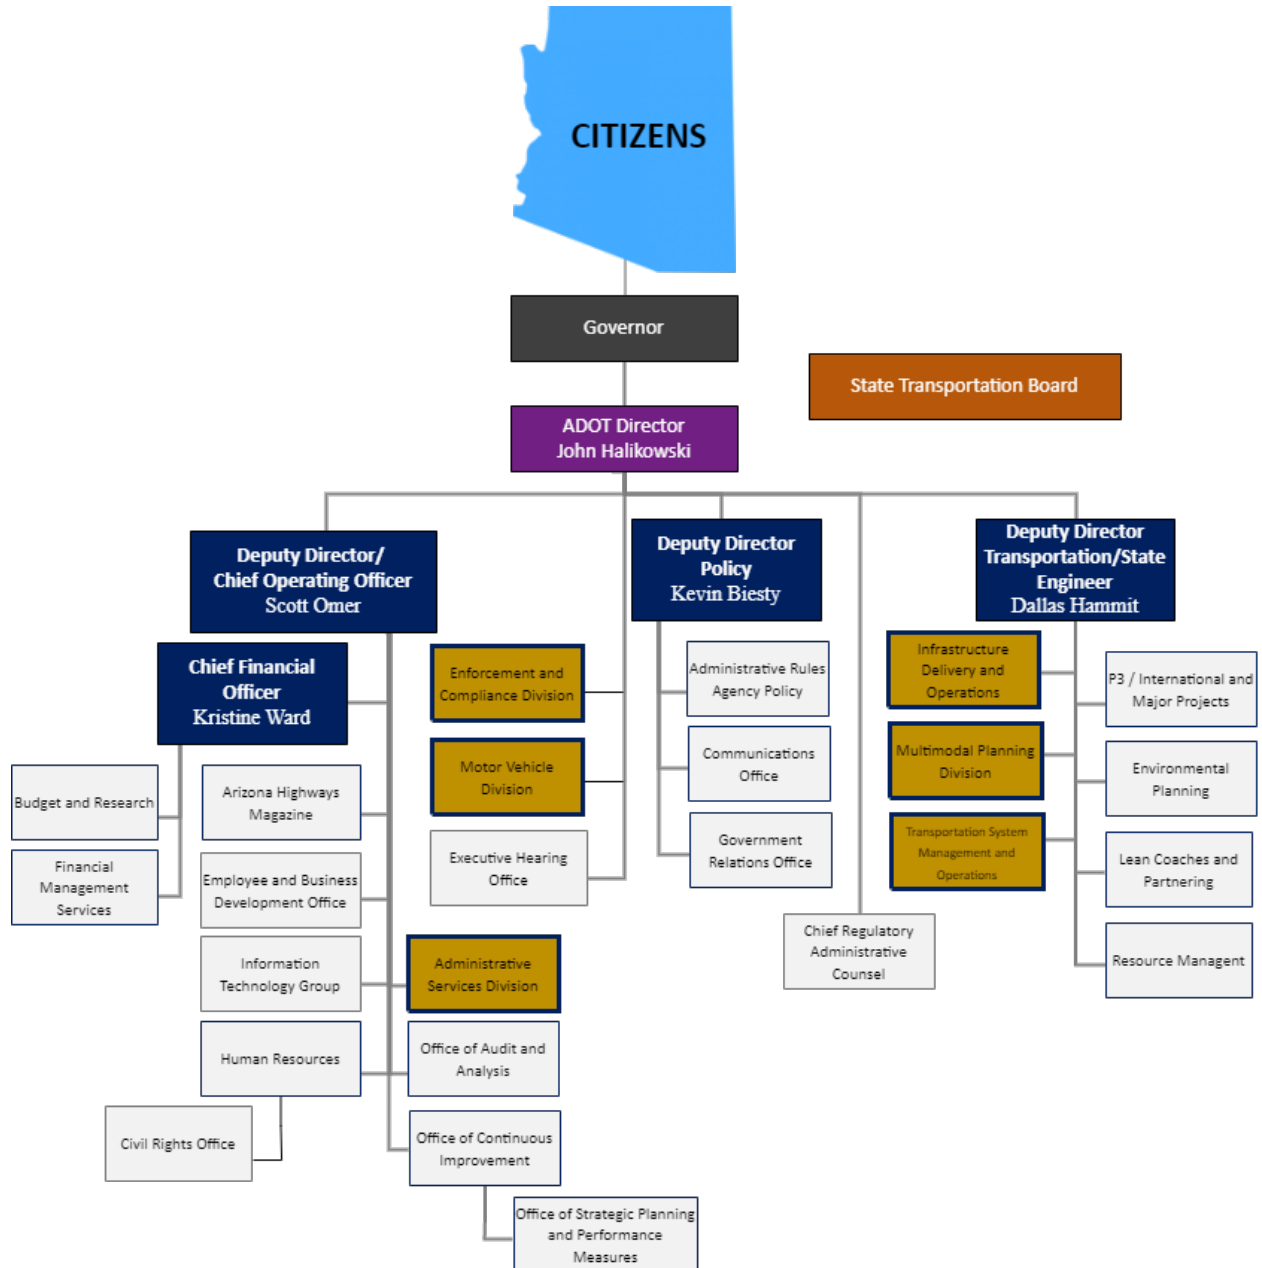 CITIZENS
Governor
State Transportation Board
ADOT Director
John Halikowski
Deputy Director/
Chief Operating Officer
Scott Omer
Deputy Director
Policy
Kevin Biesty
Deputy Director
Transportation/State
Engineer
Dallas Hammit
Chief Financial
Officer
Kristine Ward
Budget and Research
Financial
Management
Services
Arizona Highways
Magazine
Employee and Business
Development Office
Information
Technology Group
Human Resources
Civil Rights Office
Administrative
Services Division
Office of Audit and
Analysis
Office of Continuous
Improvement
Office of Strategic Planning
and Performance
Measures
Enforcement and
Compliance Division
Motor Vehicle
Division
Executive Hearing
Office
Administrative Rules
Agency Policy
Communications
Office
Government
Relations Office
Chief Regulatory
Administrative
Counsel
Infrastructure
Delivery and
Operations
Multimodal Planning
Division
Transportation System
Management and
Operations
P3 / International and
Major Projects
Environmental
Planning
Lean Coaches and
Partnering
Resource Managent